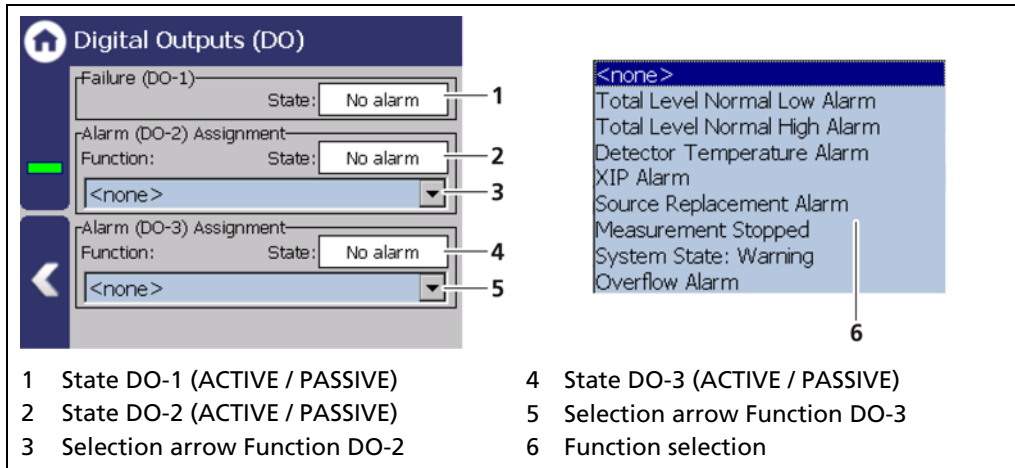 Digital Outputs (DO)
Failure (DO-1)
State: No alarm
1
Alarm (DO-2) Assignment
Function: State: No alarm
2
<none>
3
Alarm (DO-3) Assignment
Function: State: No alarm
4
<none>
5
<none>
Total Level Normal Low Alarm
Total Level Normal High Alarm
Detector Temperature Alarm
XIP Alarm
Source Replacement Alarm
Measurement Stopped
System State: Warning
Overflow Alarm
6
1 State DO-1 (ACTIVE / PASSIVE)
2 State DO-2 (ACTIVE / PASSIVE)
3 Selection arrow Function DO-2
4 State DO-3 (ACTIVE / PASSIVE)
5 Selection arrow Function DO-3
6 Function selection